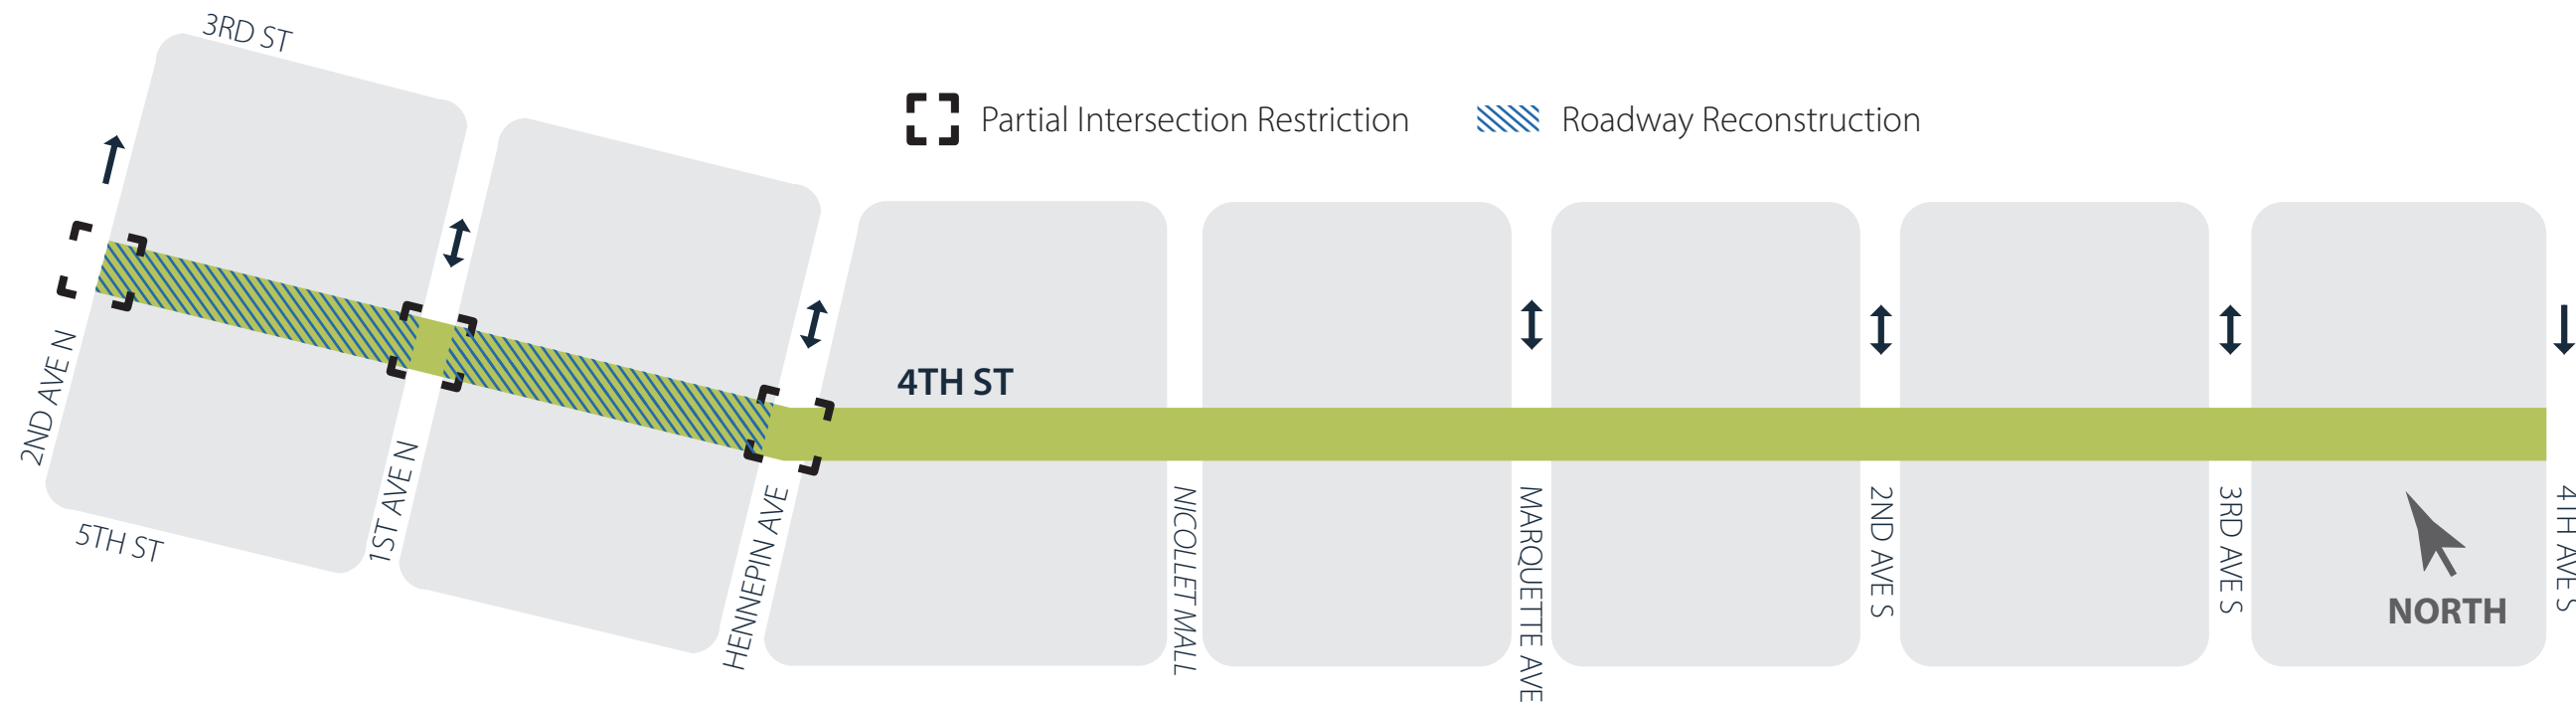 3RD ST
Partial Intersection Restriction
Roadway Reconstruction
4TH ST
2ND AVE N
1ST AVE N
HENNEPIN AVE
NICOLLET MALL
MARQUETTE AVE
2ND AVE S
3RD AVE S
4TH AVE S
5TH ST
NORTH